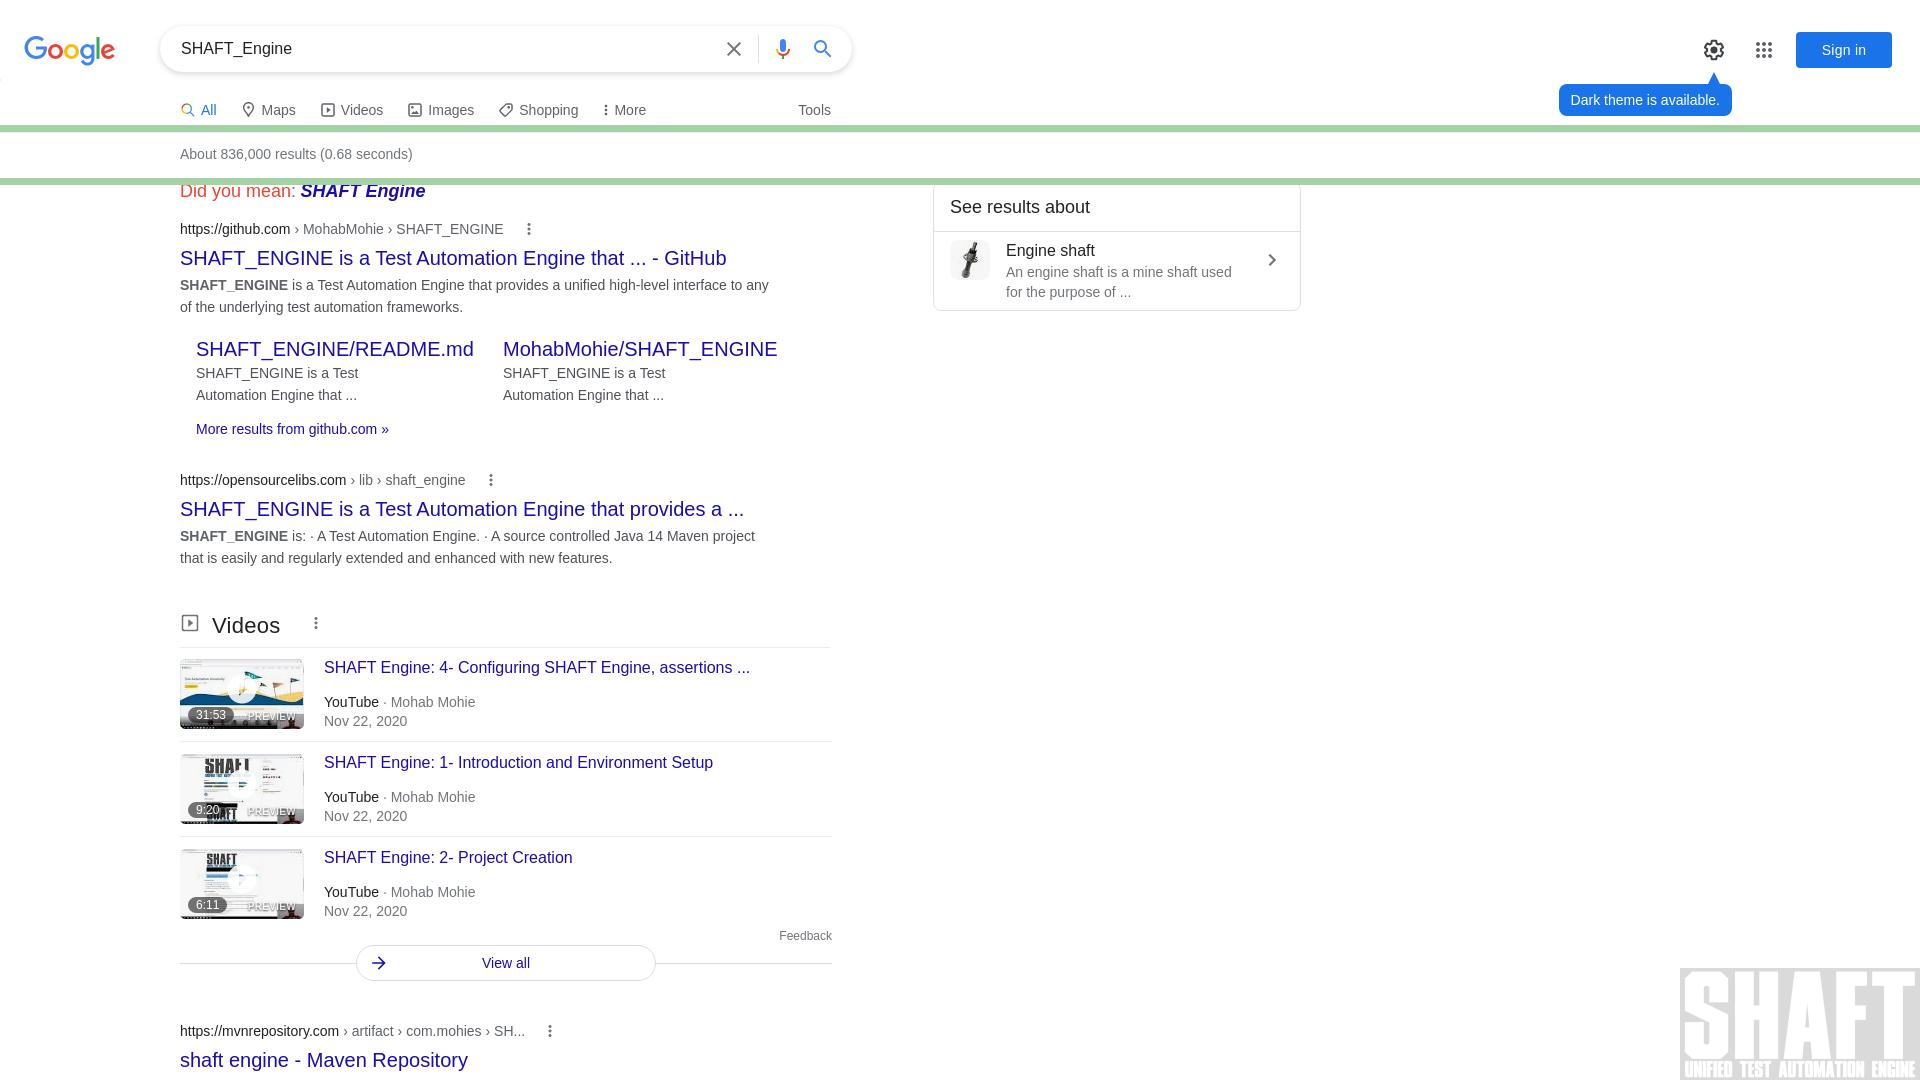 Google
SHAFT_Engine
Sign in
All
Maps
Videos
Images
Shopping
More
Tools
Dark theme is available.
About 836,000 results (0.68 seconds)
Did you mean: SHAFT Engine
https://github.com › MohabMohie › SHAFT_ENGINE
SHAFT_ENGINE is a Test Automation Engine that ... - GitHub
SHAFT_ENGINE is a Test Automation Engine that provides a unified high-level interface to any
of the underlying test automation frameworks.
SHAFT_ENGINE/README.md
SHAFT_ENGINE is a Test
Automation Engine that ...
MohabMohie/SHAFT_ENGINE
SHAFT_ENGINE is a Test
Automation Engine that ...
More results from github.com »
https://opensourcelibs.com › lib › shaft_engine
SHAFT_ENGINE is a Test Automation Engine that provides a ...
SHAFT_ENGINE is: · A Test Automation Engine. · A source controlled Java 14 Maven project
that is easily and regularly extended and enhanced with new features.
Videos
31:53
PREVIEW
SHAFT Engine: 4- Configuring SHAFT Engine, assertions ...
YouTube · Mohab Mohie
Nov 22, 2020
SHAFT
9:20
PREVIEW
SHAFT
SHAFT Engine: 1- Introduction and Environment Setup
YouTube · Mohab Mohie
Nov 22, 2020
SHAFT
6:11
PREVIEW
SHAFT Engine: 2- Project Creation
YouTube · Mohab Mohie
Nov 22, 2020
Feedback
View all
https://mvnrepository.com › artifact › com.mohies › SH...
shaft engine - Maven Repository
See results about
Engine shaft
An engine shaft is a mine shaft used
for the purpose of ...
SHAFT
UNIFIED TEST AUTOMATION ENGINE